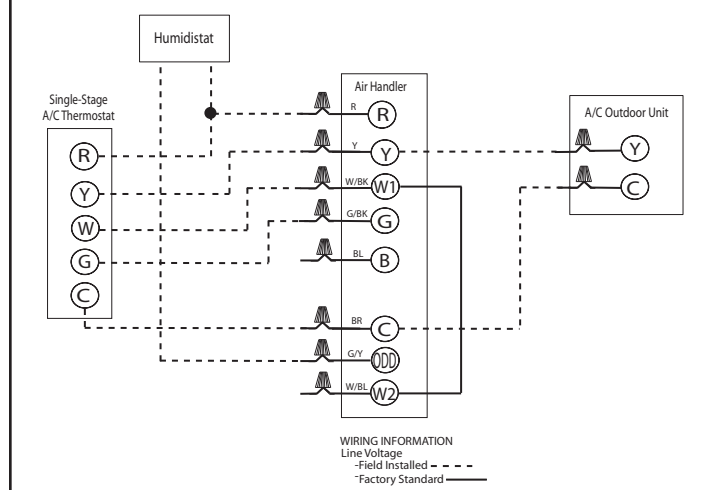 Humidistat
Single-Stage
A/C Thermostat
R
Y
W
G
C
Air Handler
R R
Y Y
W/BK W1
G/BK G
BL B
BR C
G/Y ODD
W/BL W2
A/C Outdoor Unit
Y
C
WIRING INFORMATION
Line Voltage
-Field Installed
-Factory Standard